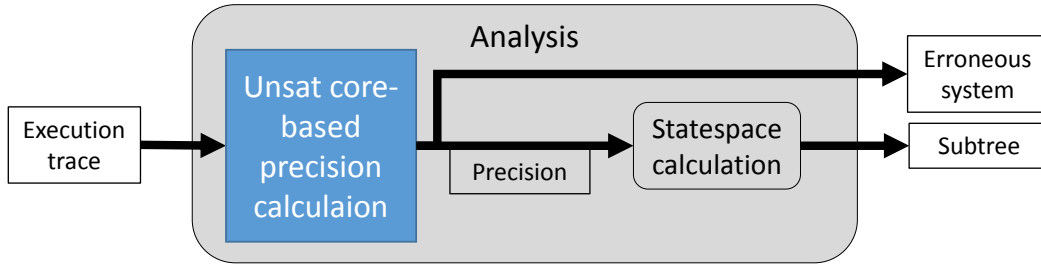 Analysis
Execution
trace
Unsat core-
based
precision
calculaion
Precision
Statespace
calculation
Erroneous
system
Subtree